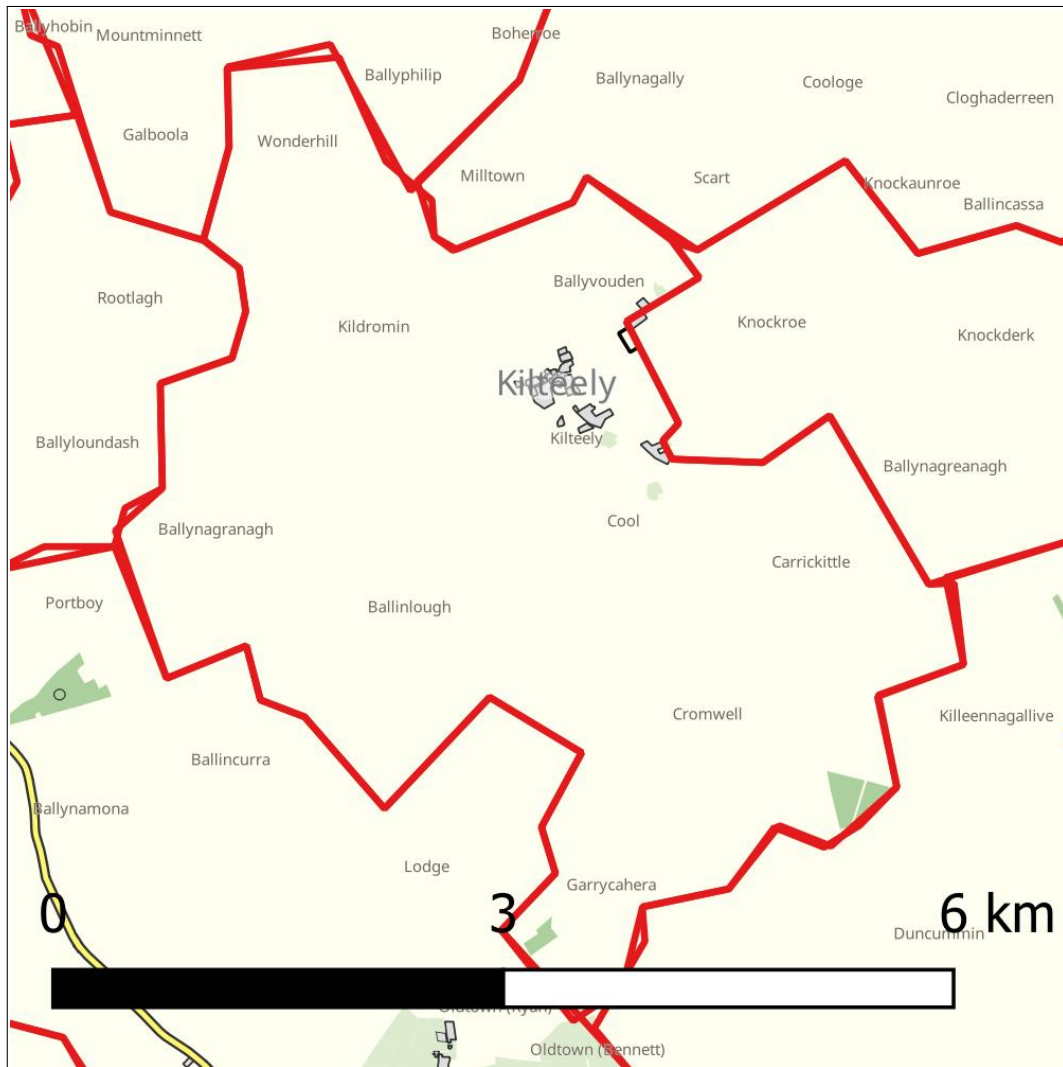 Ballyhobin
Mountminnett
Boherroe
Ballyphilip
Ballynagally
Coologe
Cloghaderreen
Galboola
Wonderhill
Milltown
Scart
Knockaunroe
Ballincassa
Ballyvouden
Rootlagh
Kildromin
Knockroe
Knockderk
Kilteely
Ballyloundash
Kilteely
Ballynagreanagh
Cool
Ballynagranagh
Carrickittle
Portboy
Ballinlough
Cromwell
Killeennagallive
Ballincurra
Ballynamona
Lodge
Garrycahera
Duncummin
0 3 6 km
Oldtown (Ryan)
Oldtown (Bennett)